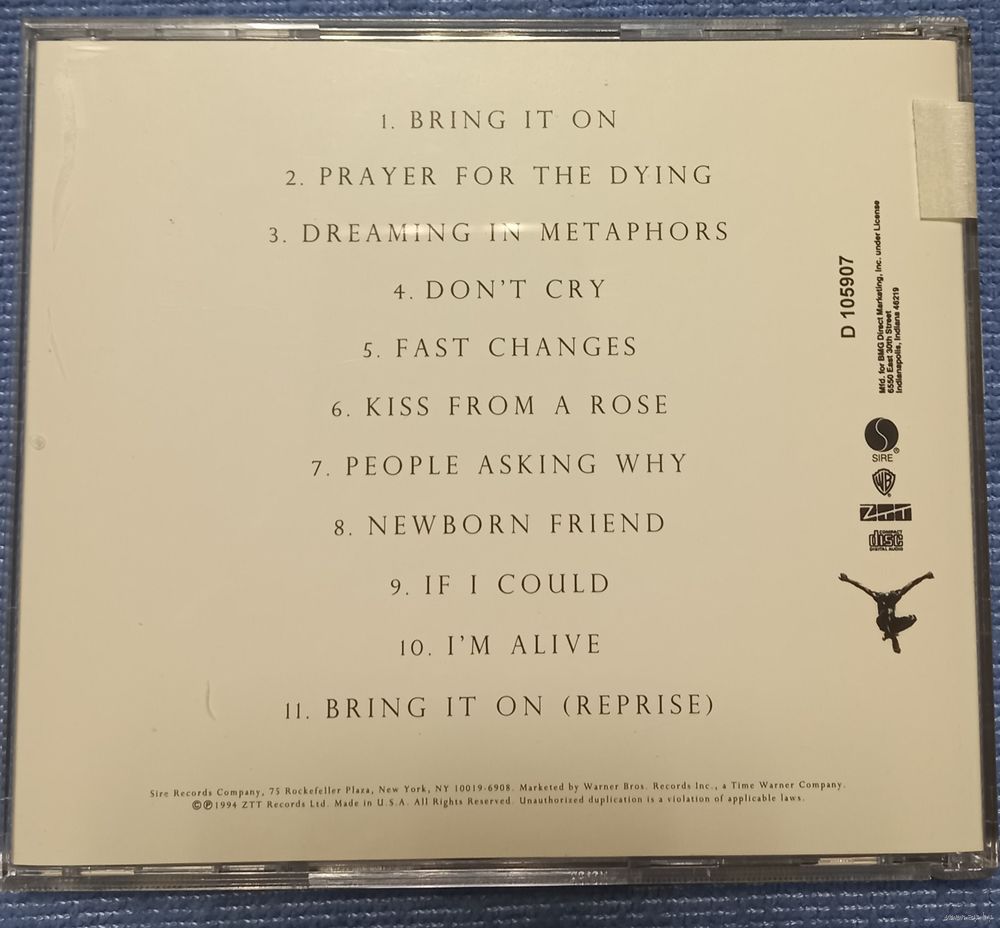 1. BRING IT ON
2. PRAYER FOR THE DYING
3. DREAMING IN METAPHORS
4. DON'T CRY
5. FAST CHANGES
6. KISS FROM A ROSE
7. PEOPLE ASKING WHY
8. NEWBORN FRIEND
9. IF I COULD
10. I'M ALIVE
11. BRING IT ON (REPRISE)
Sire Records Company, 75 Rockefeller Plaza, New York, NY 10019-6908. Marketed by Warner Bros. Records Inc., a Time Warner Company.
©℗1994 ZTT Records Ltd. Made in U.S.A. All Rights Reserved. Unauthorized duplication is a violation of applicable laws.
D 105907
Mfd. for BMG Direct Marketing, Inc. under License
6550 East 30th Street
Indianapolis, Indiana 46219
SIRE®
WB
ZTT
COMPACT
disc
DIGITAL AUDIO